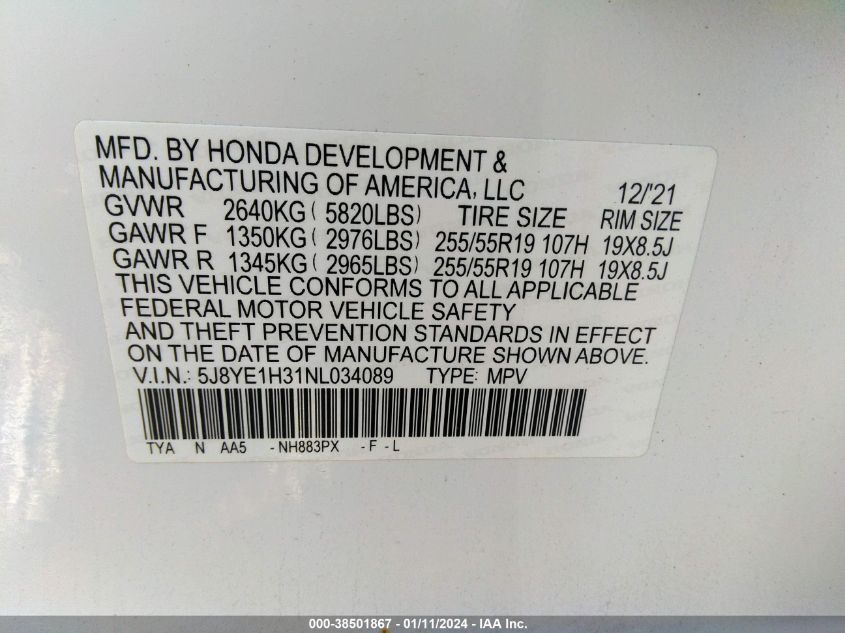 MFD. BY HONDA DEVELOPMENT &
MANUFACTURING OF AMERICA, LLC 12/'21
GVWR 2640KG ( 5820LBS) TIRE SIZE RIM SIZE
GAWR F 1350KG ( 2976LBS) 255/55R19 107H 19X8.5J
GAWR R 1345KG ( 2965LBS) 255/55R19 107H 19X8.5J
THIS VEHICLE CONFORMS TO ALL APPLICABLE
FEDERAL MOTOR VEHICLE SAFETY
AND THEFT PREVENTION STANDARDS IN EFFECT
ON THE DATE OF MANUFACTURE SHOWN ABOVE.
V.I.N.: 5J8YE1H31NL034089 TYPE: MPV
TYA N AA5 -NH883PX -F -L
000-38501867 - 01/11/2024 - IAA Inc.